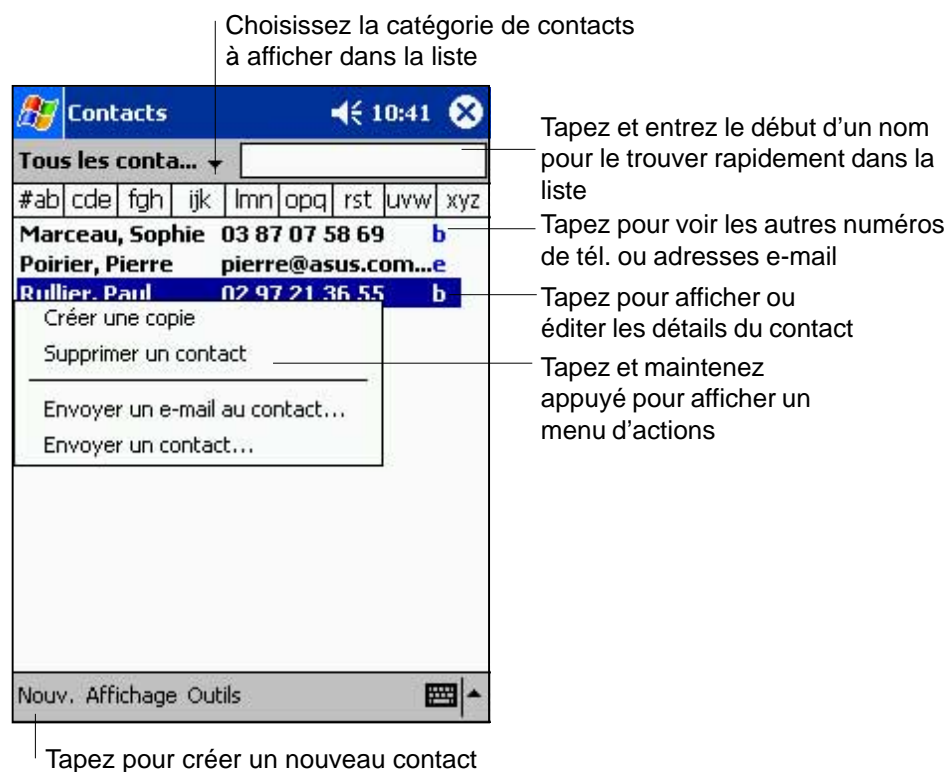 Choisissez la catégorie de contacts
à afficher dans la liste
Contacts 10:41
Tous les conta...
#ab cde fgh ijk lmn opq rst uvw xyz
Marceau, Sophie 03 87 07 58 69 b
Poirier, Pierre pierre@asus.com...e
Rullier, Paul 02 97 21 36 55 b
Créer une copie
Supprimer un contact
Envoyer un e-mail au contact...
Envoyer un contact...
Nouv. Affichage Outils
Tapez et entrez le début d'un nom
pour le trouver rapidement dans la
liste
Tapez pour voir les autres numéros
de tél. ou adresses e-mail
Tapez pour afficher ou
éditer les détails du contact
Tapez et maintenez
appuyé pour afficher un
menu d'actions
Tapez pour créer un nouveau contact